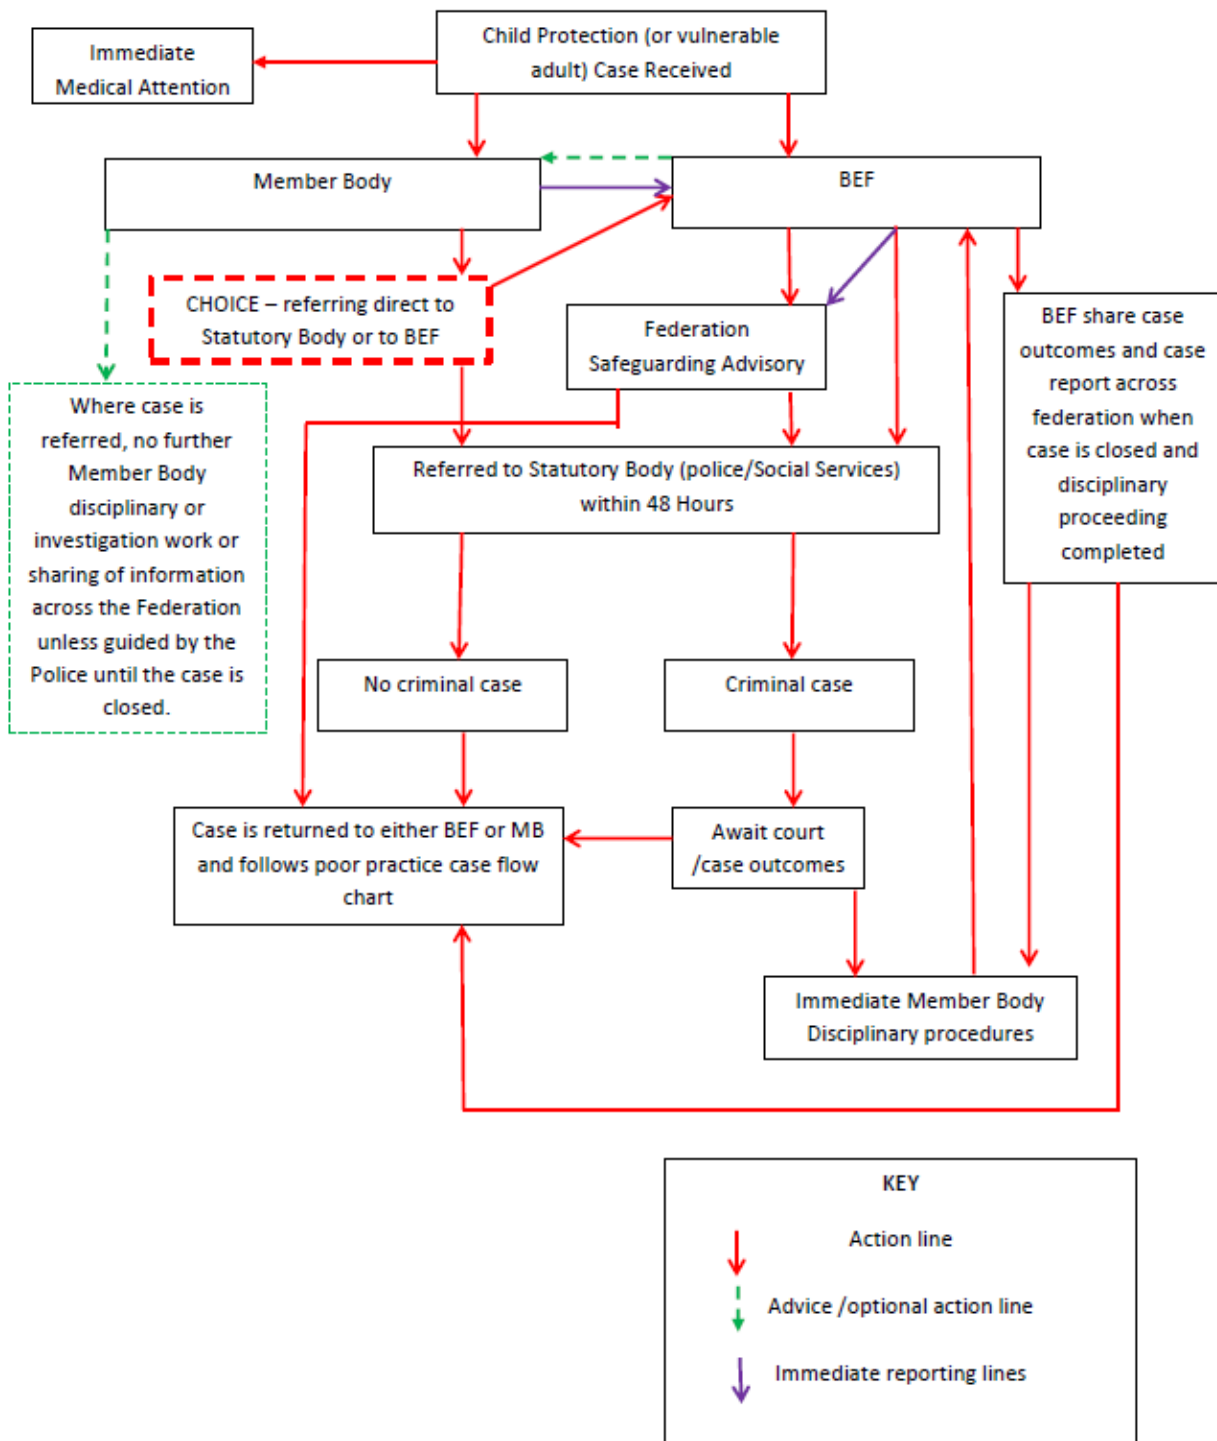 Immediate
Medical Attention
Child Protection (or vulnerable
adult) Case Received
Member Body
BEF
CHOICE – referring direct to
Statutory Body or to BEF
Federation
Safeguarding Advisory
BEF share case
outcomes and case
report across
federation when
case is closed and
disciplinary
proceeding
completed
Where case is
referred, no further
Member Body
disciplinary or
investigation work or
sharing of information
across the Federation
unless guided by the
Police until the case is
closed.
Referred to Statutory Body (police/Social Services)
within 48 Hours
No criminal case
Criminal case
Case is returned to either BEF or MB
and follows poor practice case flow
chart
Await court
/case outcomes
Immediate Member Body
Disciplinary procedures
KEY
Action line
Advice /optional action line
Immediate reporting lines